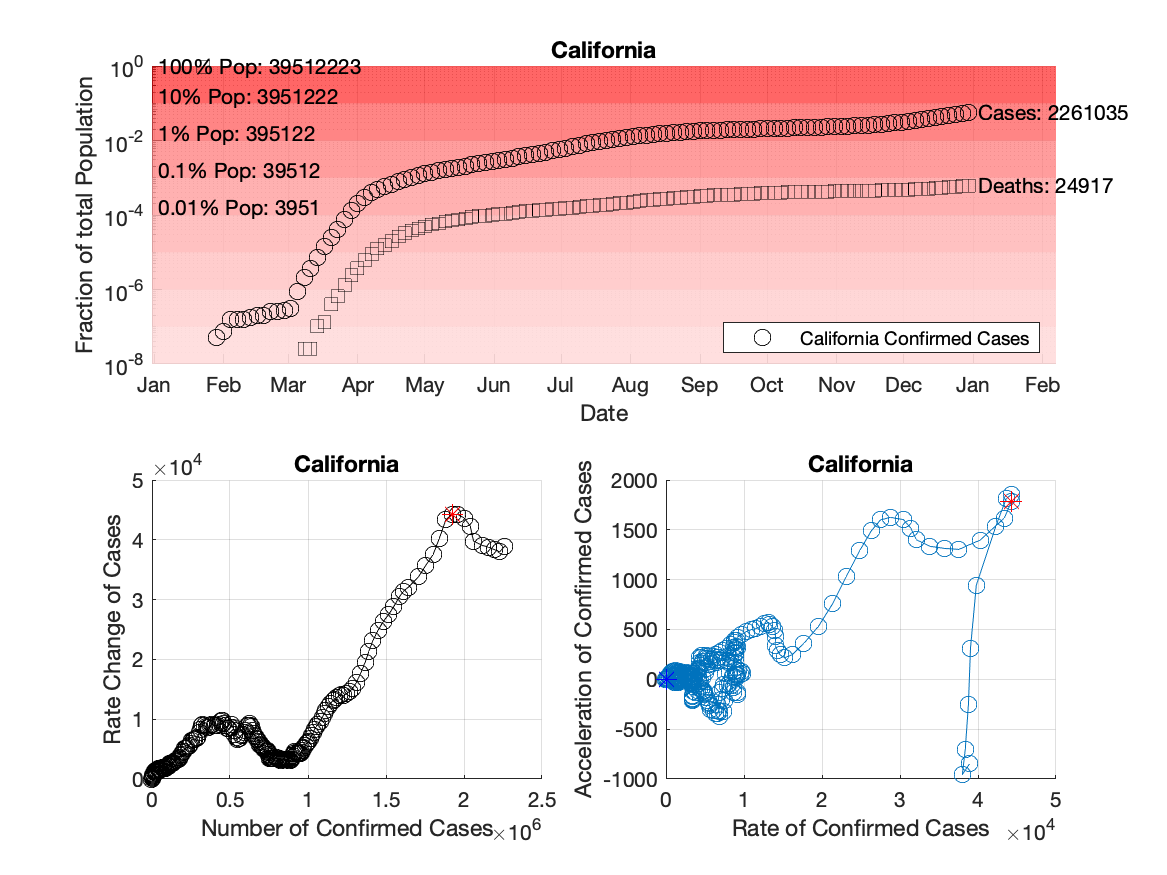 California
Fraction of total Population
10^0
10^-2
10^-4
10^-6
10^-8
100% Pop: 39512223
10% Pop: 3951222
1% Pop: 395122
0.1% Pop: 39512
0.01% Pop: 3951
Cases: 2261035
Deaths: 24917
California Confirmed Cases
Jan Feb Mar Apr May Jun Jul Aug Sep Oct Nov Dec Jan Feb
Date
California
×10^4
Rate Change of Cases
5
4
3
2
1
0
0 0.5 1 1.5 2 2.5
Number of Confirmed Cases ×10^6
California
Acceleration of Confirmed Cases
2000
1500
1000
500
0
-500
-1000
0 1 2 3 4 5
Rate of Confirmed Cases ×10^4